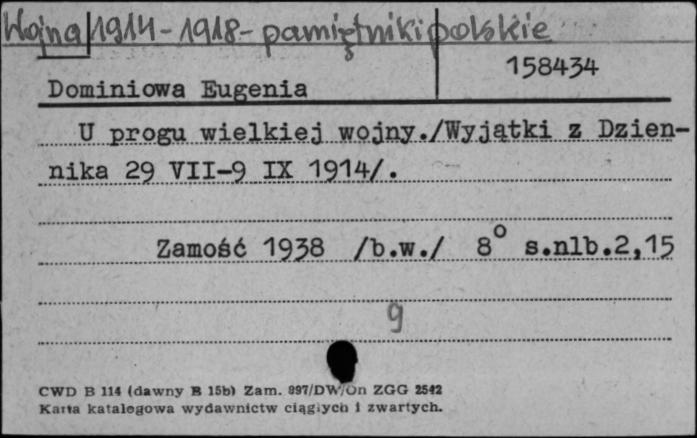 Wojna 1914-1918- pamiętniki polskie
158434
Dominiowa Eugenia
U progu wielkiej wojny./Wyjątki z Dzien-
nika 29 VII-9 IX 1914/.
Zamość 1938 /b.w./ 8° s.nlb.2,15
9
CWD B 114 (dawny B 15b) Zam. 897/DW/On ZGG 2542
Karta katalogowa wydawnictw ciągłych i zwartych.